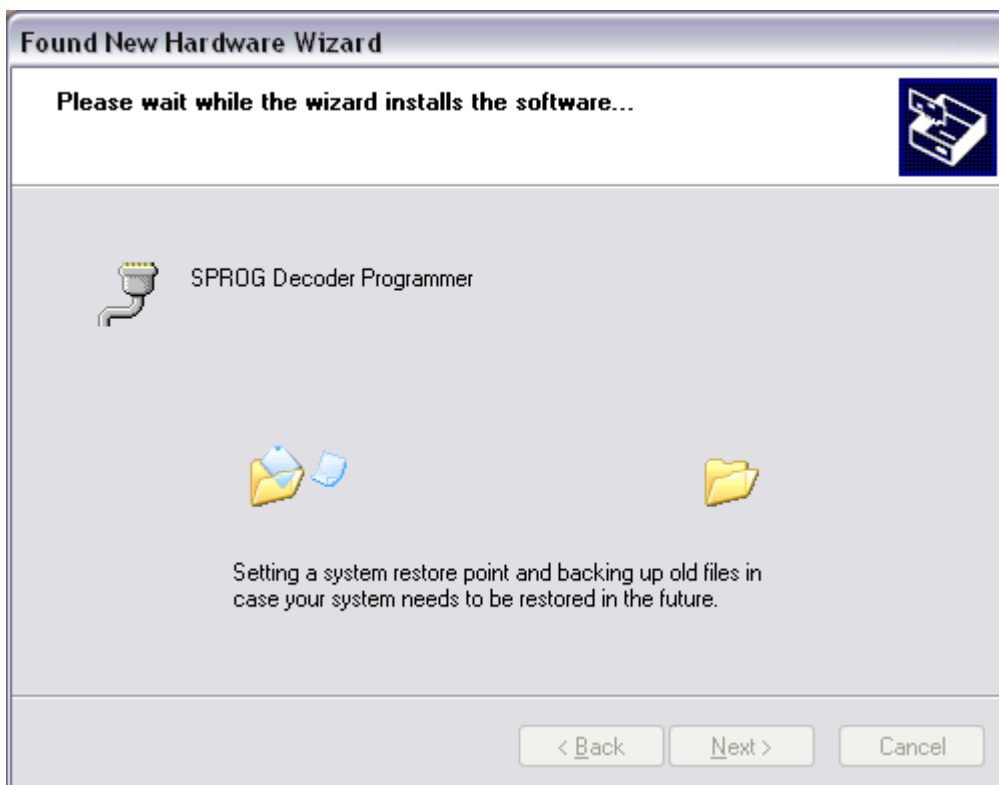 Found New Hardware Wizard
Please wait while the wizard installs the software...
SPROG Decoder Programmer
Setting a system restore point and backing up old files in
case your system needs to be restored in the future.
< Back
Next >
Cancel